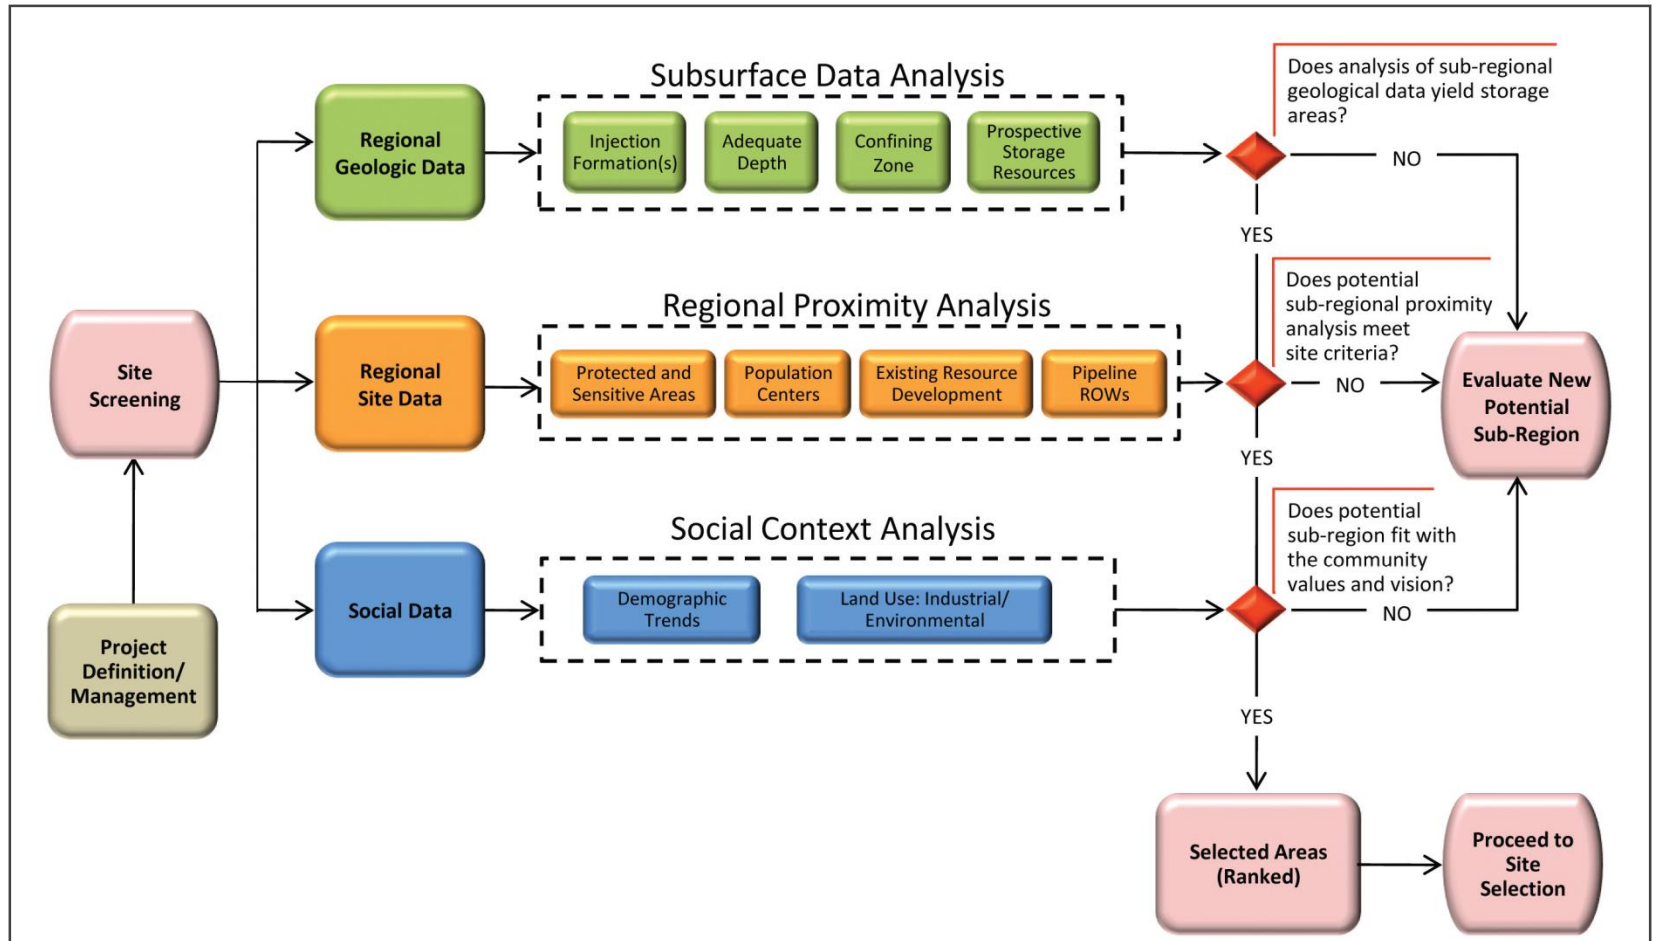 Subsurface Data Analysis
Regional
Geologic Data
Injection
Formation(s)
Adequate
Depth
Confining
Zone
Prospective
Storage
Resources
Does analysis of sub-regional
geological data yield storage
areas?
NO
YES
Regional Proximity Analysis
Site
Screening
Regional
Site Data
Protected and
Sensitive Areas
Population
Centers
Existing Resource
Development
Pipeline
ROWs
Does potential
sub-regional proximity
analysis meet
site criteria?
NO
Evaluate New
Potential
Sub-Region
YES
Social Context Analysis
Project
Definition/
Management
Social Data
Demographic
Trends
Land Use: Industrial/
Environmental
Does potential
sub-region fit with
the community
values and vision?
NO
YES
Selected Areas
(Ranked)
Proceed to
Site
Selection